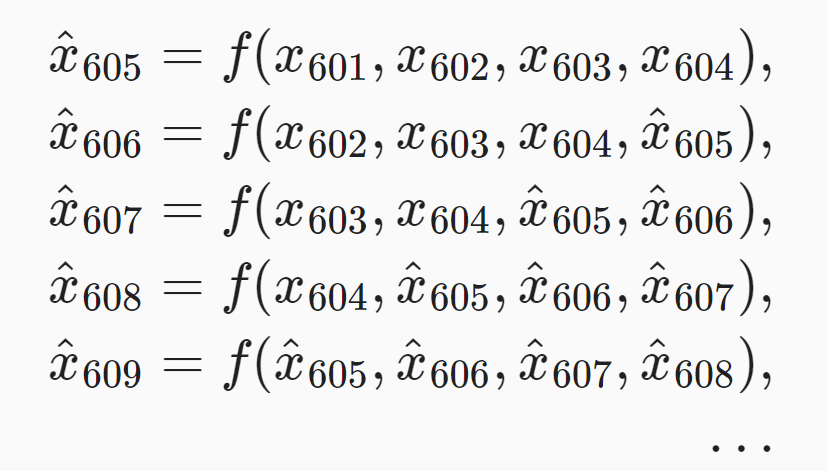 x̂₆₀₅ = f(x₆₀₁, x₆₀₂, x₆₀₃, x₆₀₄),
x̂₆₀₆ = f(x₆₀₂, x₆₀₃, x₆₀₄, x̂₆₀₅),
x̂₆₀₇ = f(x₆₀₃, x₆₀₄, x̂₆₀₅, x̂₆₀₆),
x̂₆₀₈ = f(x₆₀₄, x̂₆₀₅, x̂₆₀₆, x̂₆₀₇),
x̂₆₀₉ = f(x̂₆₀₅, x̂₆₀₆, x̂₆₀₇, x̂₆₀₈),
…